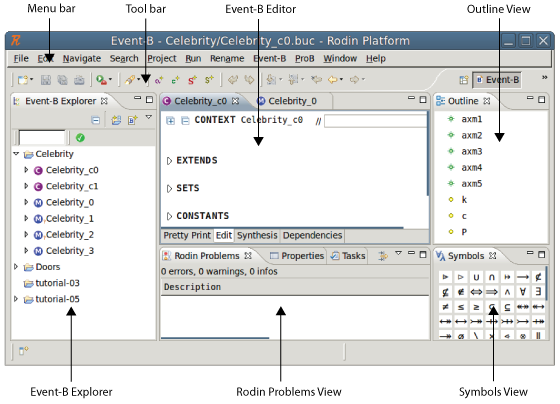 Menu bar
Tool bar
Event-B Editor
Outline View
Event-B - Celebrity/Celebrity_c0.buc - Rodin Platform
File Edit Navigate Search Project Run Rename Event-B ProB Window Help
Event-B
Event-B Explorer
Celebrity_c0
Celebrity_0
Outline
CONTEXT Celebrity_c0 //
EXTENDS
SETS
CONSTANTS
Pretty Print Edit Synthesis Dependencies
Celebrity
Celebrity_c0
Celebrity_c1
Celebrity_0
Celebrity_1
Celebrity_2
Celebrity_3
Doors
tutorial-03
tutorial-05
axm1
axm2
axm3
axm4
axm5
k
c
P
Rodin Problems Properties Tasks
0 errors, 0 warnings, 0 infos
Description
Symbols
Event-B Explorer
Rodin Problems View
Symbols View